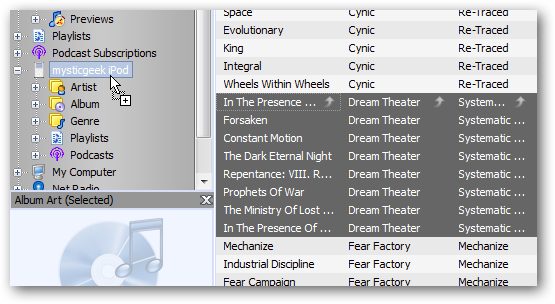 Previews
Playlists
Podcast Subscriptions
mysticgeek iPod
Artist
Album
Genre
Playlists
Podcasts
My Computer
Net Radio
Album Art (Selected)
Space Cynic Re-Traced
Evolutionary Cynic Re-Traced
King Cynic Re-Traced
Integral Cynic Re-Traced
Wheels Within Wheels Cynic Re-Traced
In The Presence ... Dream Theater System...
Forsaken Dream Theater Systematic ...
Constant Motion Dream Theater Systematic ...
The Dark Eternal Night Dream Theater Systematic ...
Repentance: VIII. R... Dream Theater Systematic ...
Prophets Of War Dream Theater Systematic ...
The Ministry Of Lost ... Dream Theater Systematic ...
In The Presence Of ... Dream Theater Systematic ...
Mechanize Fear Factory Mechanize
Industrial Discipline Fear Factory Mechanize
Fear Campaign Fear Factory Mechanize